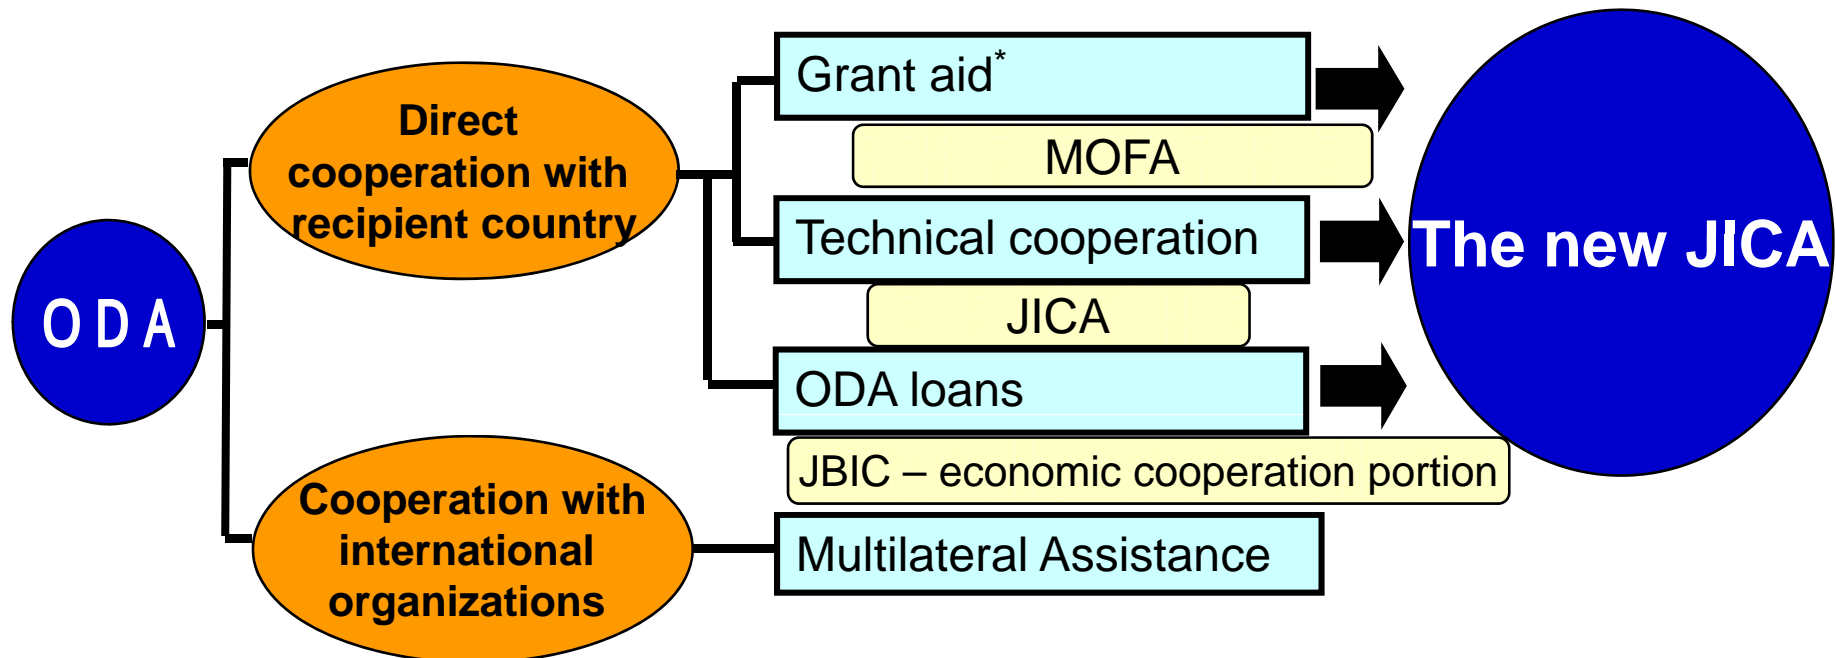 ODA
Direct
cooperation with
recipient country
Cooperation with
international
organizations
Grant aid*
MOFA
Technical cooperation
JICA
ODA loans
JBIC – economic cooperation portion
Multilateral Assistance
The new JICA